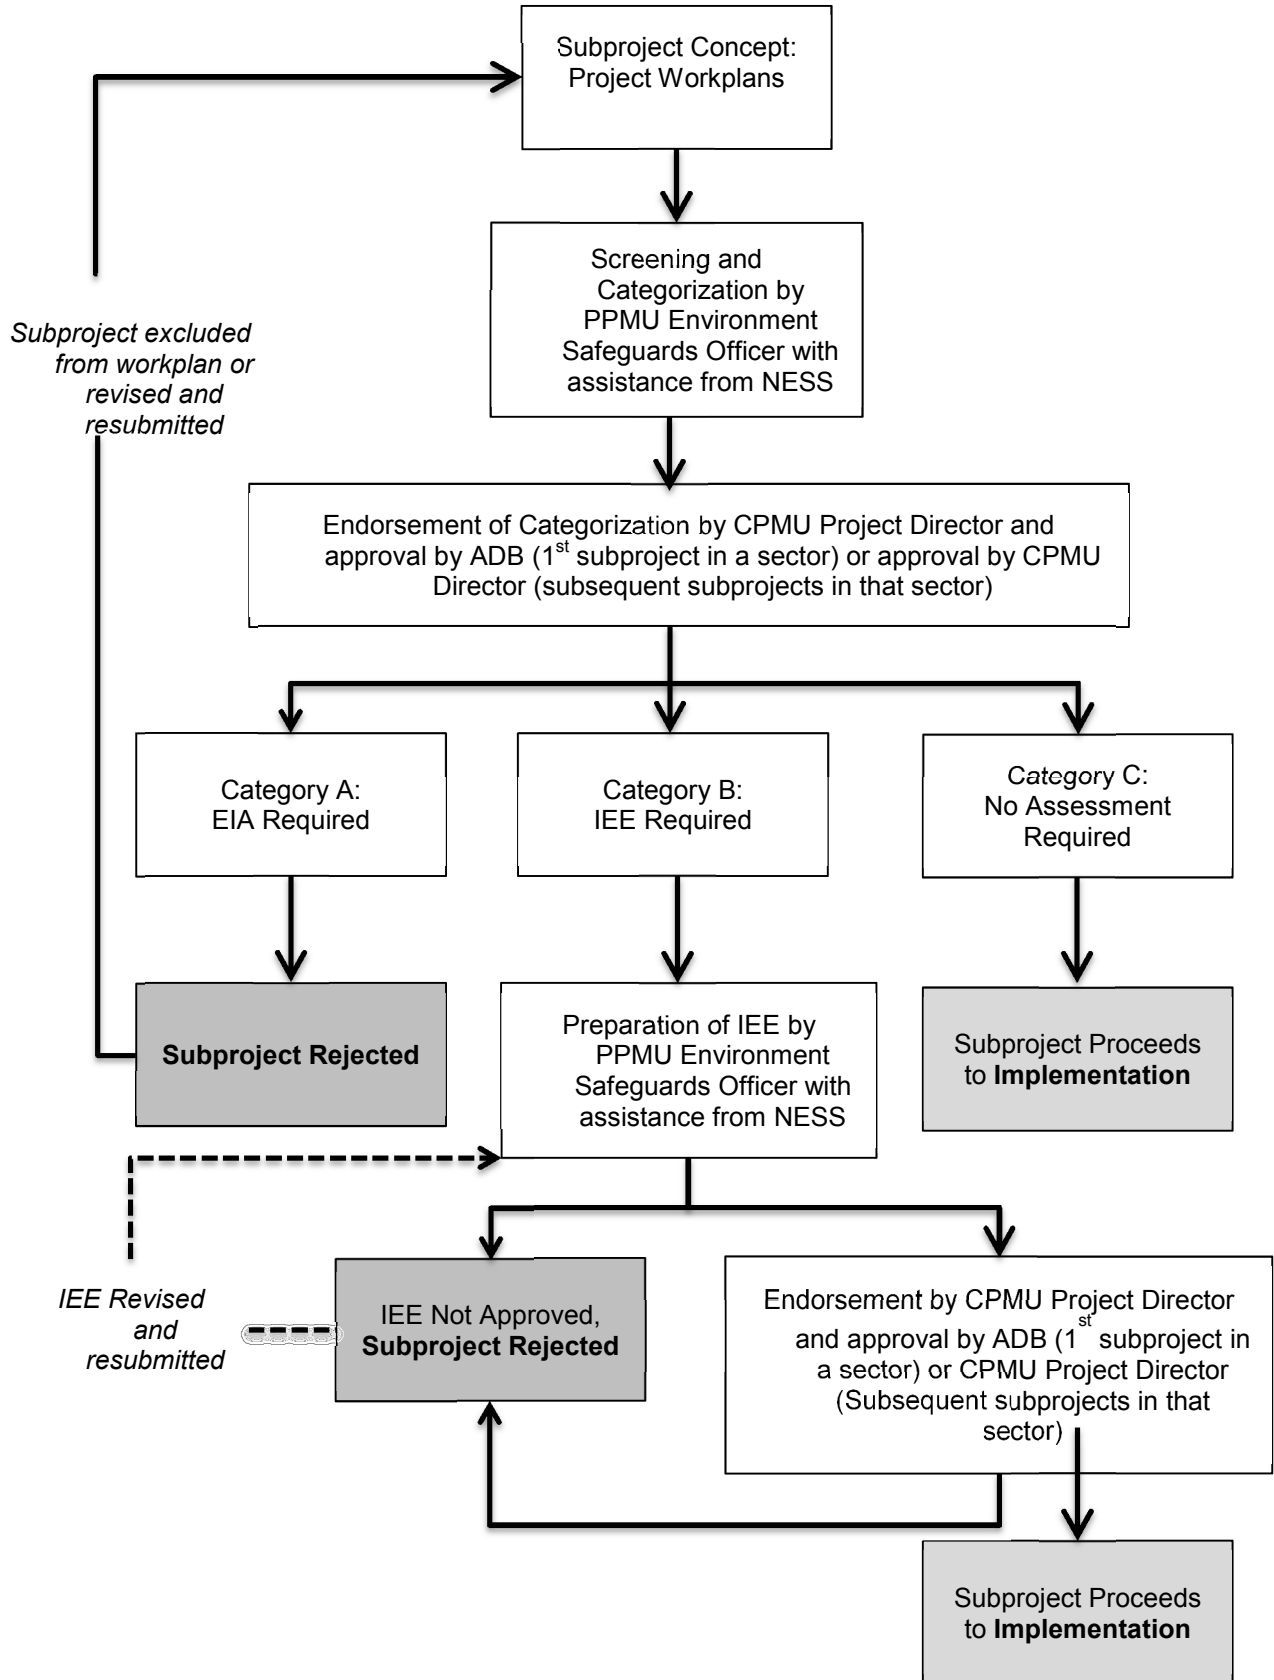 Subproject Concept:
Project Workplans
Screening and
Categorization by
PPMU Environment
Safeguards Officer with
assistance from NESS
Subproject excluded
from workplan or
revised and
resubmitted
Endorsement of Categorization by CPMU Project Director and
approval by ADB (1st subproject in a sector) or approval by CPMU
Director (subsequent subprojects in that sector)
Category A:
EIA Required
Category B:
IEE Required
Category C:
No Assessment
Required
Subproject Rejected
Preparation of IEE by
PPMU Environment
Safeguards Officer with
assistance from NESS
Subproject Proceeds
to Implementation
IEE Revised
and
resubmitted
IEE Not Approved,
Subproject Rejected
Endorsement by CPMU Project Director
and approval by ADB (1st subproject in
a sector) or CPMU Project Director
(Subsequent subprojects in that
sector)
Subproject Proceeds
to Implementation